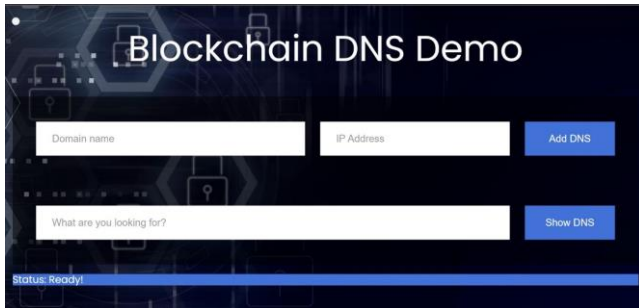 Blockchain DNS Demo
Domain name
IP Address
Add DNS
What are you looking for?
Show DNS
Status: Ready!